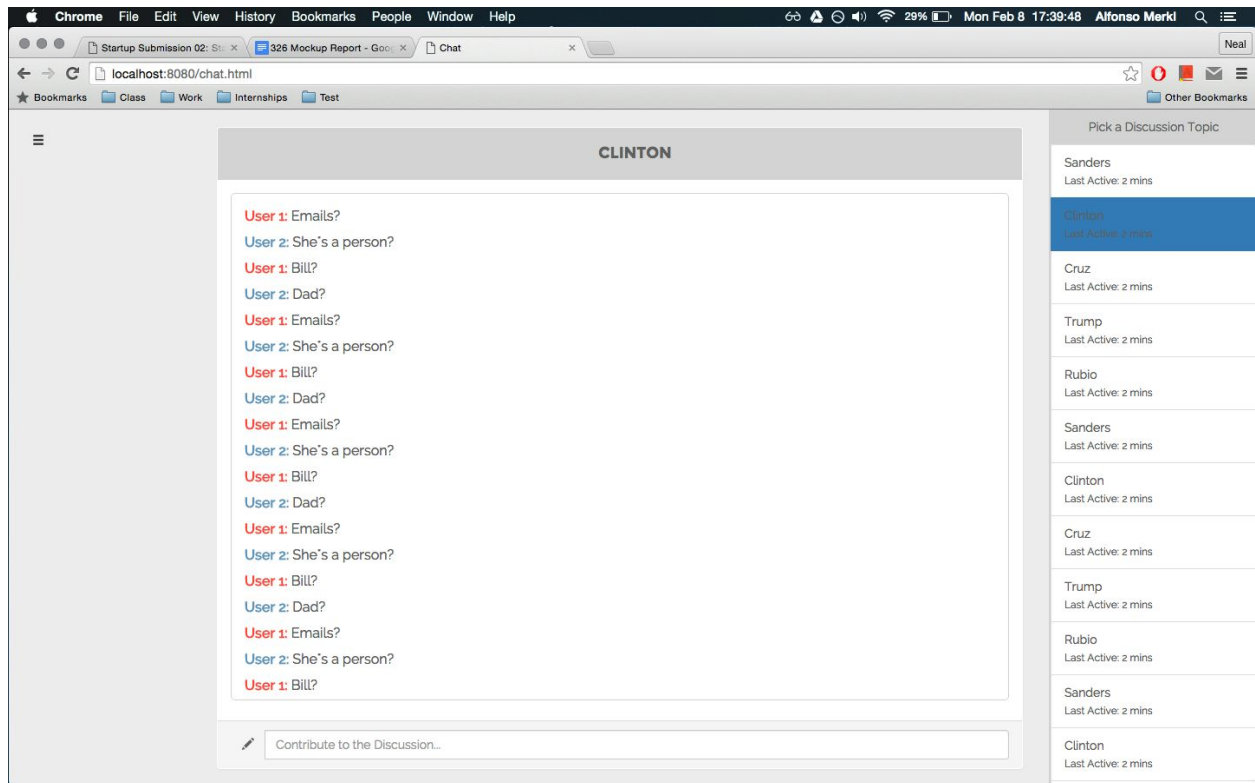 Chrome File Edit View History Bookmarks People Window Help 29% Mon Feb 8 17:39:48 Alfonso Merkl
Startup Submission 02: Sta 326 Mockup Report - Goog Chat Neal
localhost:8080/chat.html
Bookmarks Class Work Internships Test Other Bookmarks
CLINTON
User 1: Emails?
User 2: She's a person?
User 1: Bill?
User 2: Dad?
User 1: Emails?
User 2: She's a person?
User 1: Bill?
User 2: Dad?
User 1: Emails?
User 2: She's a person?
User 1: Bill?
User 2: Dad?
User 1: Emails?
User 2: She's a person?
User 1: Bill?
User 2: Dad?
User 1: Emails?
User 2: She's a person?
User 1: Bill?
Contribute to the Discussion...
Pick a Discussion Topic
Sanders
Last Active: 2 mins
Clinton
Last Active: 2 mins
Cruz
Last Active: 2 mins
Trump
Last Active: 2 mins
Rubio
Last Active: 2 mins
Sanders
Last Active: 2 mins
Clinton
Last Active: 2 mins
Cruz
Last Active: 2 mins
Trump
Last Active: 2 mins
Rubio
Last Active: 2 mins
Sanders
Last Active: 2 mins
Clinton
Last Active: 2 mins